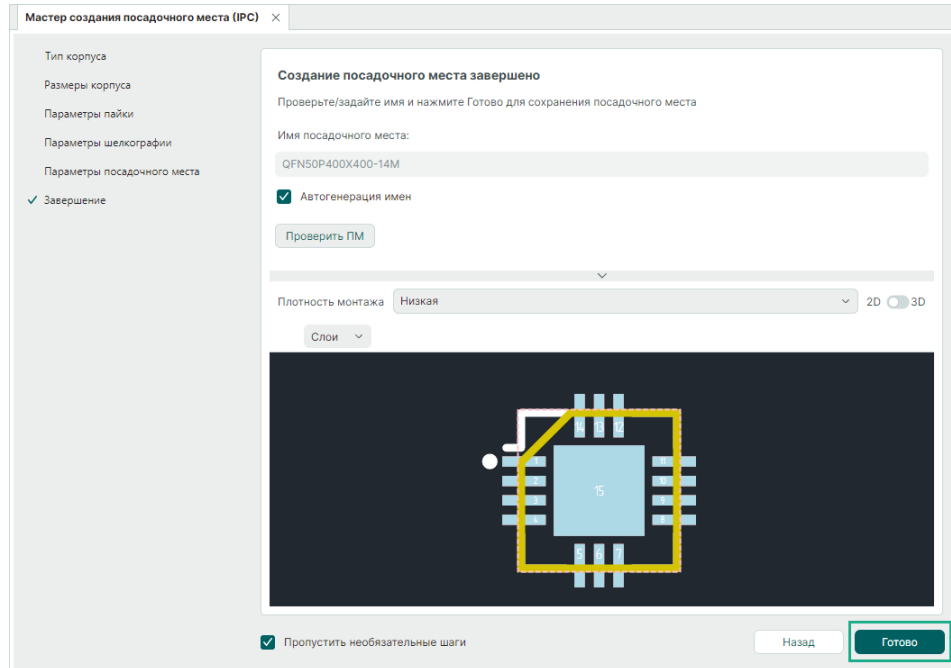 Мастер создания посадочного места (IPC)
Тип корпуса
Размеры корпуса
Параметры пайки
Параметры шелкографии
Параметры посадочного места
Завершение
Создание посадочного места завершено
Проверьте/задайте имя и нажмите Готово для сохранения посадочного места
Имя посадочного места:
QFN50P400X400-14M
Автогенерация имен
Проверить ПМ
Плотность монтажа Низкая 2D 3D
Слои
14 13 12
1 11
2 10
15
3 9
4 8
5 6 7
Пропустить необязательные шаги Назад Готово